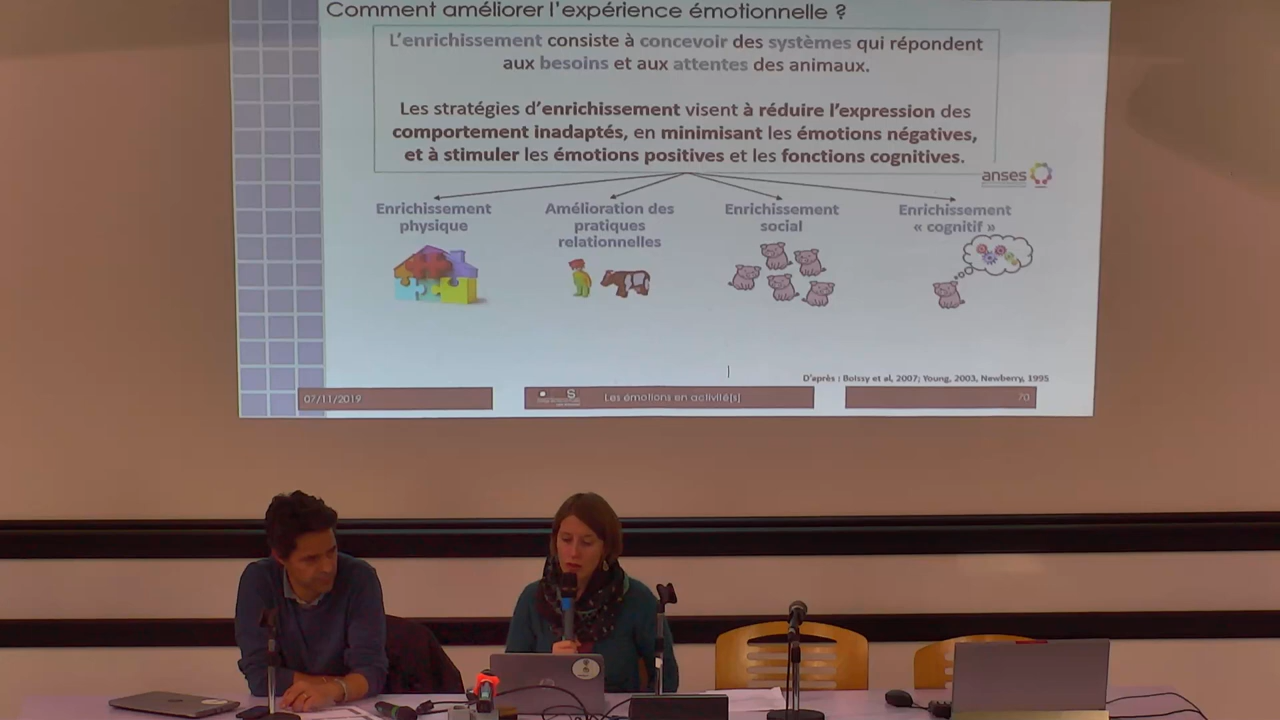 Comment améliorer l'expérience émotionnelle ?
L'enrichissement consiste à concevoir des systèmes qui répondent
aux besoins et aux attentes des animaux.
Les stratégies d'enrichissement visent à réduire l'expression des
comportement inadaptés, en minimisant les émotions négatives,
et à stimuler les émotions positives et les fonctions cognitives.
anses
Enrichissement
physique
Amélioration des
pratiques
relationnelles
Enrichissement
social
Enrichissement
« cognitif »
D'après : Boissy et al, 2007; Young, 2003, Newberry, 1995
07/11/2019
Les émotions en activité[s]
70